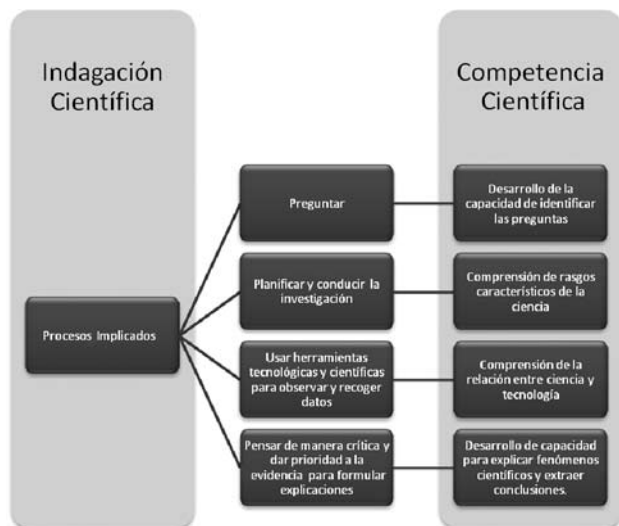 Indagación
Científica
Competencia
Científica
Procesos Implicados
Preguntar
Desarrollo de la
capacidad de identificar
las preguntas
Planificar y conducir la
investigación
Comprensión de rasgos
característicos de la
ciencia
Usar herramientas
tecnológicas y científicas
para observar y recoger
datos
Comprensión de la
relación entre ciencia y
tecnología
Pensar de manera crítica y
dar prioridad a la
evidencia para formular
explicaciones
Desarrollo de capacidad
para explicar fenómenos
científicos y extraer
conclusiones.